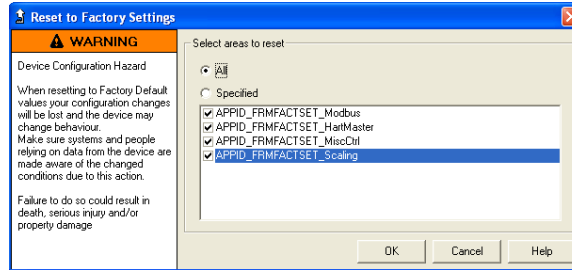 Reset to Factory Settings
WARNING
Device Configuration Hazard
When resetting to Factory Default
values your configuration changes
will be lost and the device may
change behaviour.
Make sure systems and people
relying on data from the device are
made aware of the changed
conditions due to this action.
Failure to do so could result in
death, serious injury and/or
property damage
Select areas to reset
All
Specified
APPID_FRMFACTSET_Modbus
APPID_FRMFACTSET_HartMaster
APPID_FRMFACTSET_MiscCtrl
APPID_FRMFACTSET_Scaling
OK
Cancel
Help